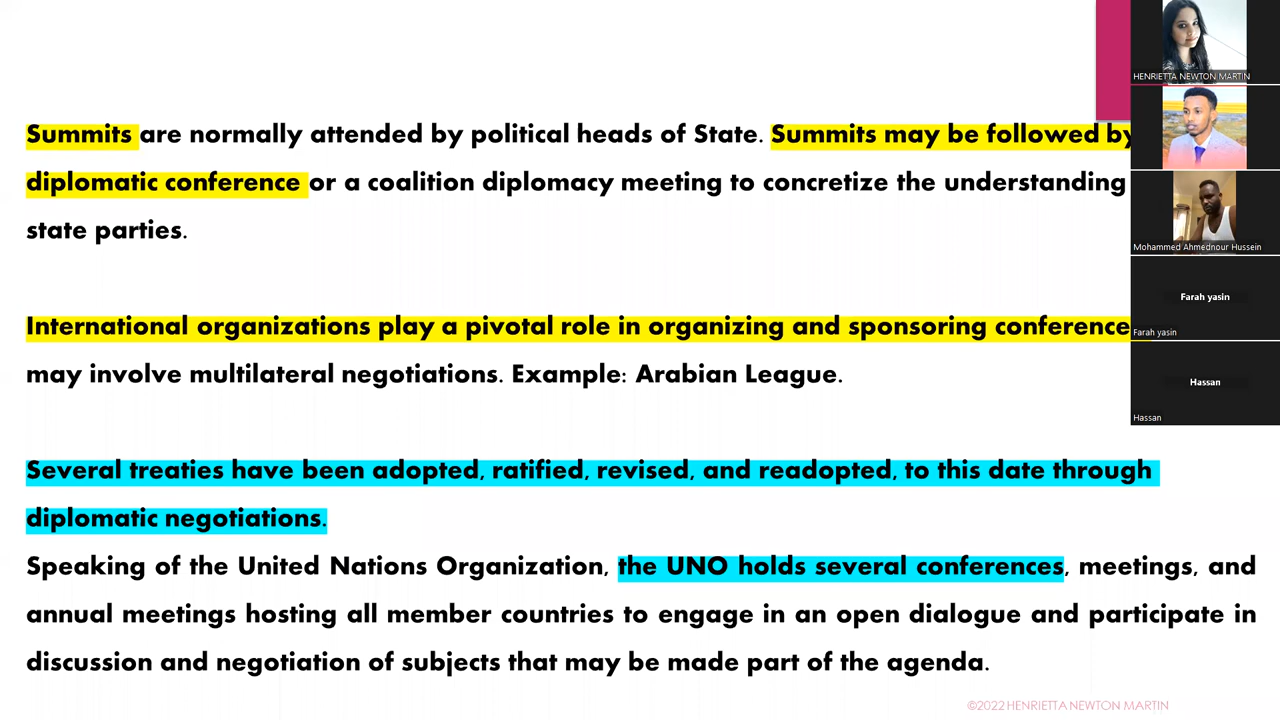 Summits are normally attended by political heads of State. Summits may be followed by
diplomatic conference or a coalition diplomacy meeting to concretize the understanding
state parties.
International organizations play a pivotal role in organizing and sponsoring conference
may involve multilateral negotiations. Example: Arabian League.
Several treaties have been adopted, ratified, revised, and readopted, to this date through
diplomatic negotiations.
Speaking of the United Nations Organization, the UNO holds several conferences, meetings, and
annual meetings hosting all member countries to engage in an open dialogue and participate in
discussion and negotiation of subjects that may be made part of the agenda.
©2022 HENRIETTA NEWTON MARTIN
HENRIETTA NEWTON MARTIN
Mohammed Ahmednour Hussein
Farah yasin
Farah yasin
Hassan
Hassan